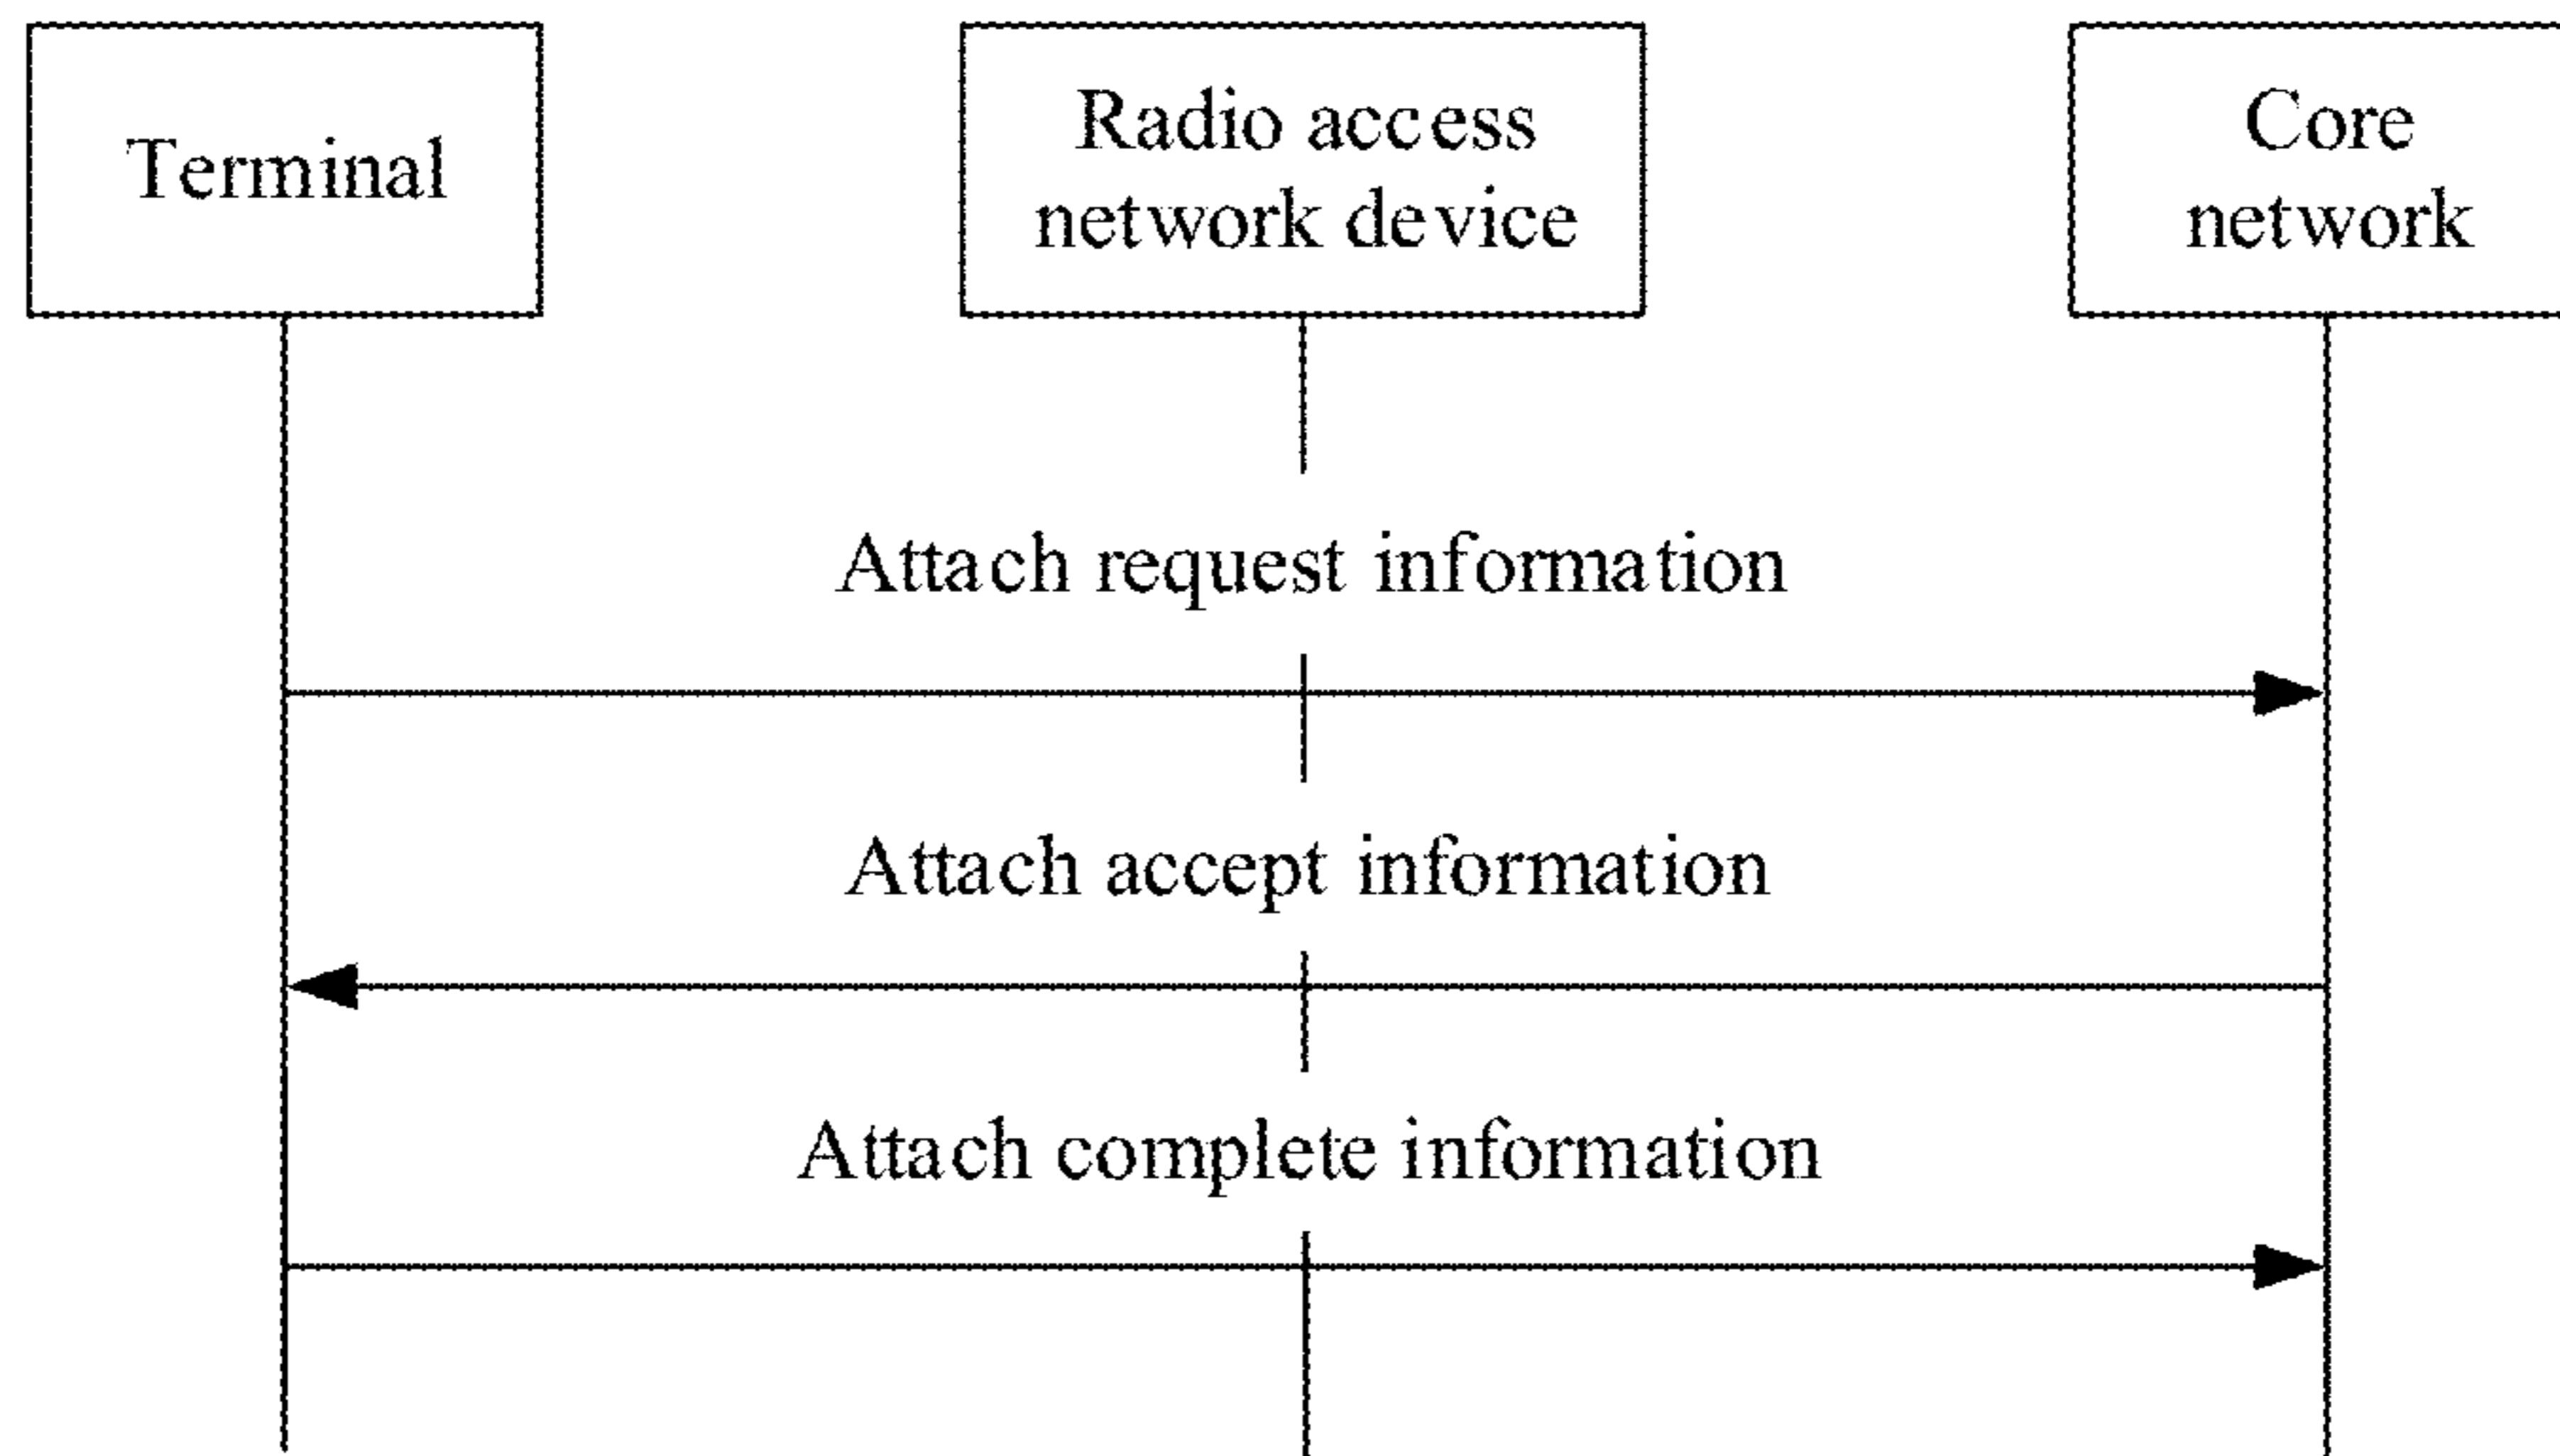 Terminal
Radio access
network device
Core
network
Attach request information
Attach accept information
Attach complete information